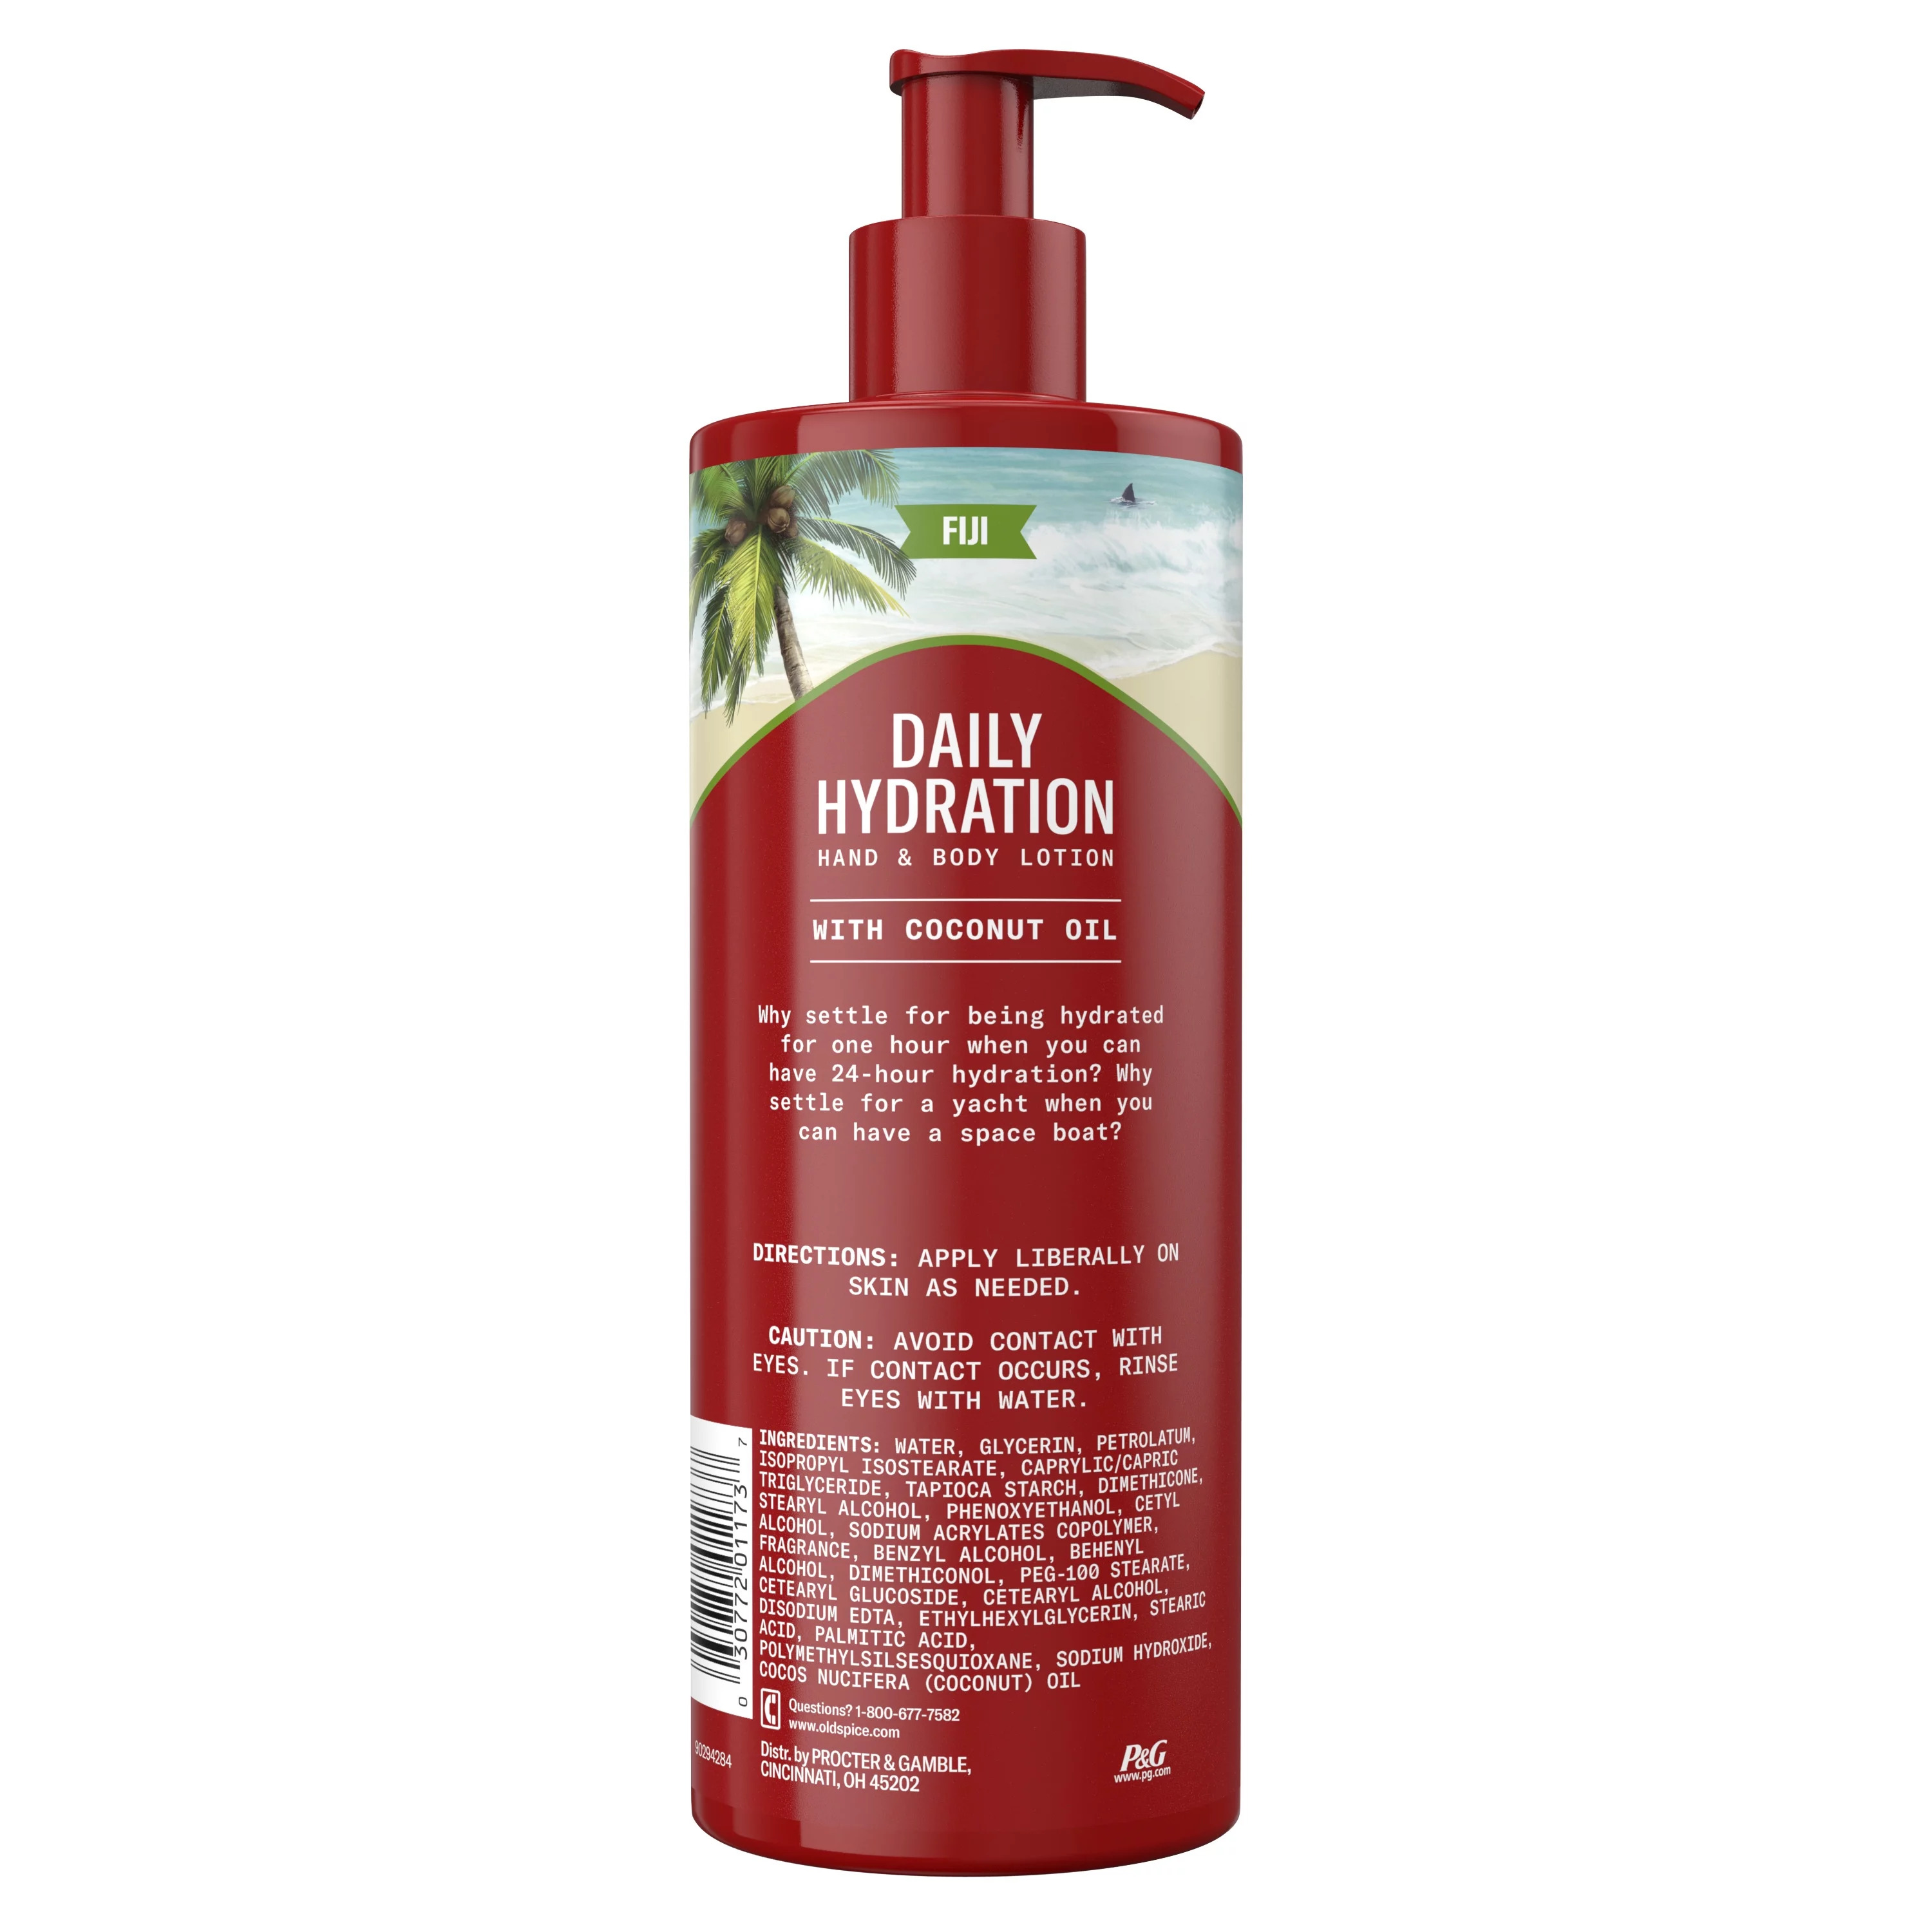 FIJI
DAILY
HYDRATION
HAND & BODY LOTION
WITH COCONUT OIL
Why settle for being hydrated
for one hour when you can
have 24-hour hydration? Why
settle for a yacht when you
can have a space boat?
DIRECTIONS: APPLY LIBERALLY ON
SKIN AS NEEDED.
CAUTION: AVOID CONTACT WITH
EYES. IF CONTACT OCCURS, RINSE
EYES WITH WATER.
INGREDIENTS: WATER, GLYCERIN, PETROLATUM,
ISOPROPYL ISOSTEARATE, CAPRYLIC/CAPRIC
TRIGLYCERIDE, TAPIOCA STARCH, DIMETHICONE,
STEARYL ALCOHOL, PHENOXYETHANOL, CETYL
ALCOHOL, SODIUM ACRYLATES COPOLYMER,
FRAGRANCE, BENZYL ALCOHOL, BEHENYL
ALCOHOL, DIMETHICONOL, PEG-100 STEARATE,
CETEARYL GLUCOSIDE, CETEARYL ALCOHOL,
DISODIUM EDTA, ETHYLHEXYLGLYCERIN, STEARIC
ACID, PALMITIC ACID,
POLYMETHYLSILSESQUIOXANE, SODIUM HYDROXIDE,
COCOS NUCIFERA (COCONUT) OIL
0 30772 01173 7
Questions? 1-800-677-7582
www.oldspice.com
90294284
Distr. by PROCTER & GAMBLE,
CINCINNATI, OH 45202
P&G
www.pg.com